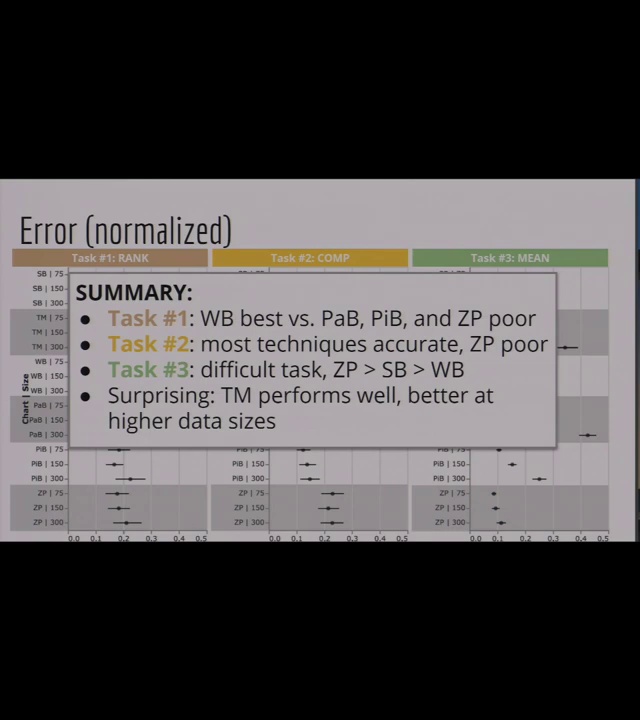 Error (normalized)
Task #1: RANK
Task #2: COMP
Task #3: MEAN
SUMMARY:
● Task #1: WB best vs. PaB, PiB, and ZP poor
● Task #2: most techniques accurate, ZP poor
● Task #3: difficult task, ZP > SB > WB
● Surprising: TM performs well, better at
higher data sizes
Chart | Size
SB | 75
SB | 150
SB | 300
TM | 75
TM | 150
TM | 300
WB | 75
WB | 150
WB | 300
PaB | 75
PaB | 150
PaB | 300
PiB | 75
PiB | 150
PiB | 300
ZP | 75
ZP | 150
ZP | 300
0.0 0.1 0.2 0.3 0.4 0.5
PiB | 75
PiB | 150
PiB | 300
ZP | 75
ZP | 150
ZP | 300
0.0 0.1 0.2 0.3 0.4 0.5
PiB | 75
PiB | 150
PiB | 300
ZP | 75
ZP | 150
ZP | 300
0.0 0.1 0.2 0.3 0.4 0.5